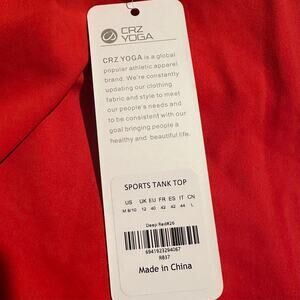 CRZ
YOGA
CRZ YOGA is a global
popular athletic apparel
brand. We're constantly
updating our clothing
fabric and style to meet
our people's needs and
to be consistent with our
goal bringing people a
healthy and beautiful life.
SPORTS TANK TOP
US UK EU FR ES IT CN
M 8/10 12 40 42 42 44 L
Deep Red#26
6941923294067
R837
Made in China